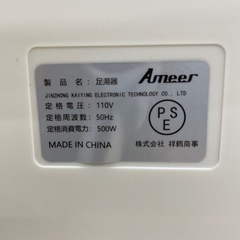 Ameer
製 品 名：足湯器
JINZHONG KAIYING ELECTRONIC TECHNOLOGY CO., LTD
定 格 電 圧：110V
定格周波数：50Hz
定格消費電力：500W
MADE IN CHINA
PS
E
株式会社 祥鶴商事